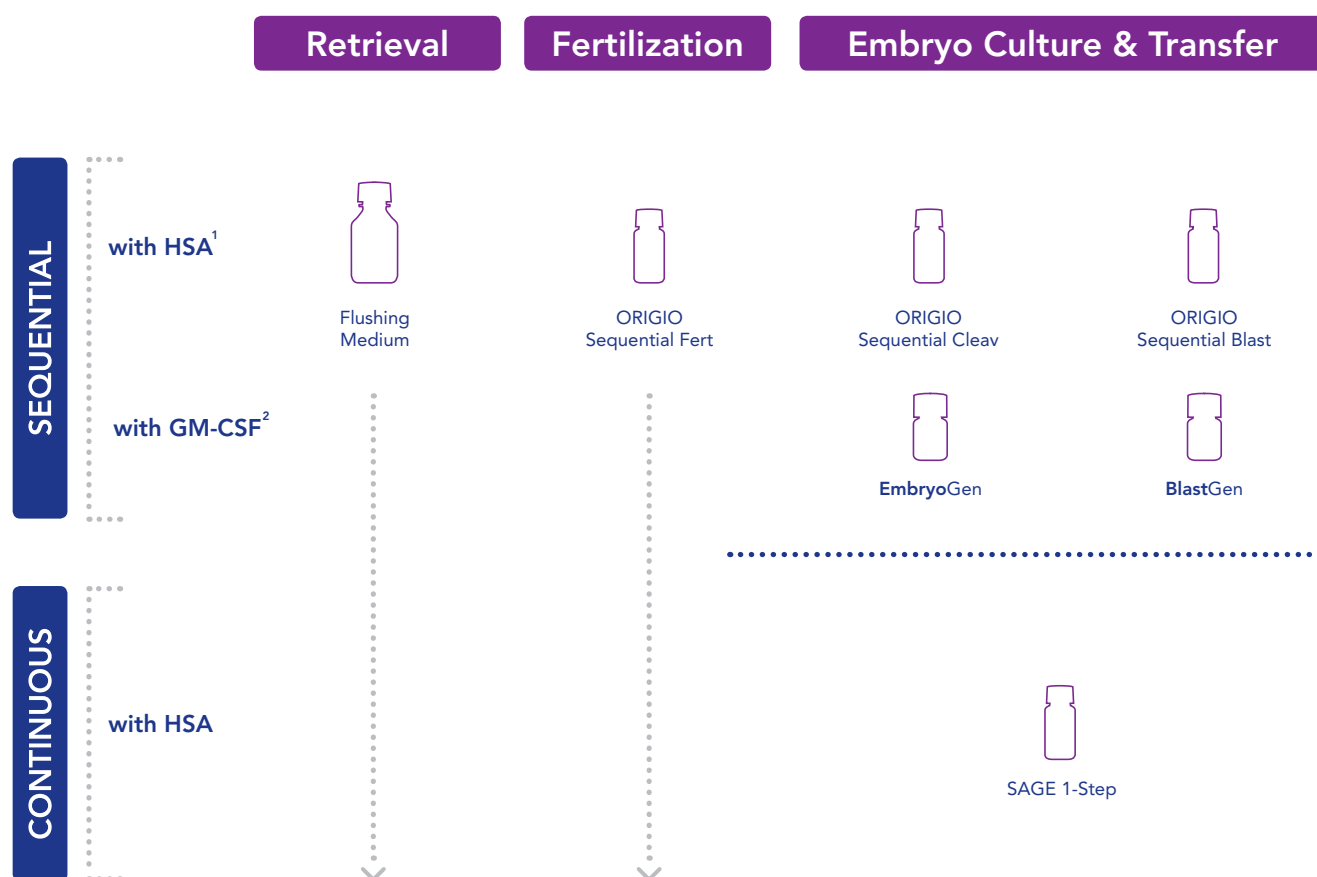 Retrieval
Fertilization
Embryo Culture & Transfer
SEQUENTIAL
with HSA¹
Flushing
Medium
ORIGIO
Sequential Fert
ORIGIO
Sequential Cleav
ORIGIO
Sequential Blast
with GM-CSF²
EmbryoGen
BlastGen
CONTINUOUS
with HSA
SAGE 1-Step